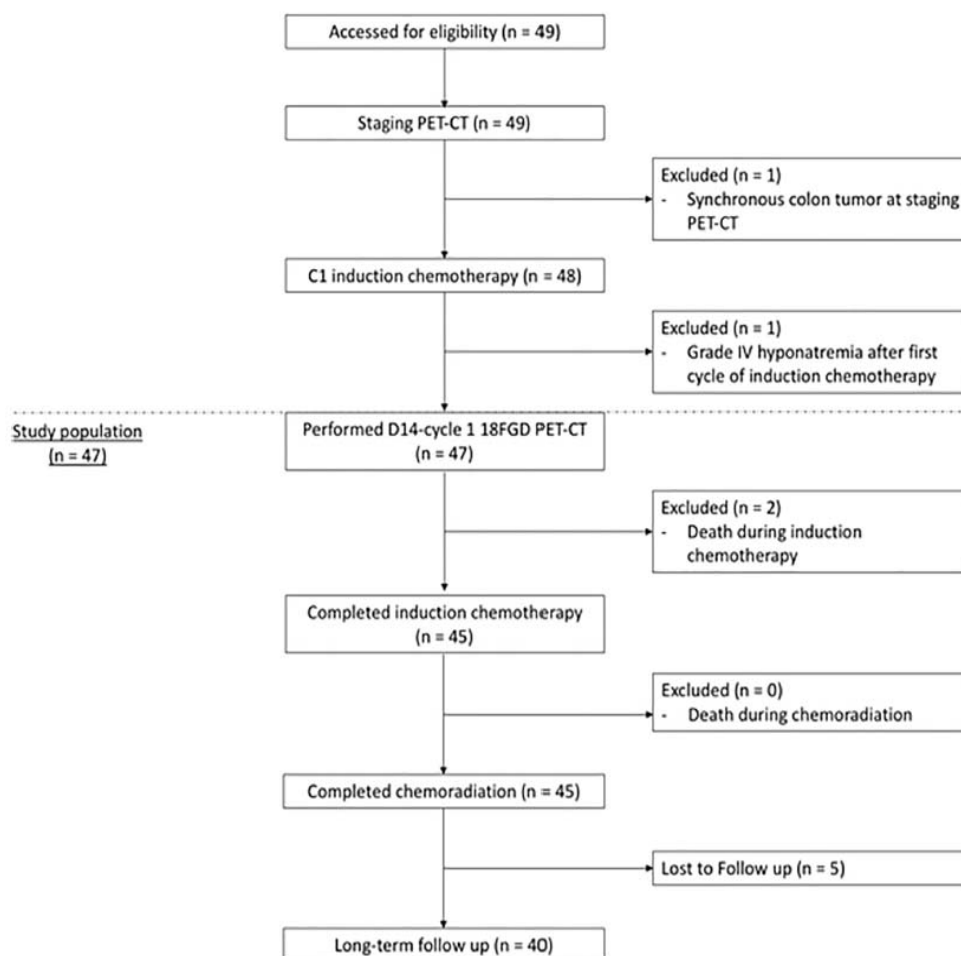 Accessed for eligibility (n = 49)
Staging PET-CT (n = 49)
Excluded (n = 1)
- Synchronous colon tumor at staging
PET-CT
C1 induction chemotherapy (n = 48)
Excluded (n = 1)
- Grade IV hyponatremia after first
cycle of induction chemotherapy
Study population
(n = 47)
Performed D14-cycle 1 18FGD PET-CT
(n = 47)
Excluded (n = 2)
- Death during induction
chemotherapy
Completed induction chemotherapy
(n = 45)
Excluded (n = 0)
- Death during chemoradiation
Completed chemoradiation (n = 45)
Lost to Follow up (n = 5)
Long-term follow up (n = 40)